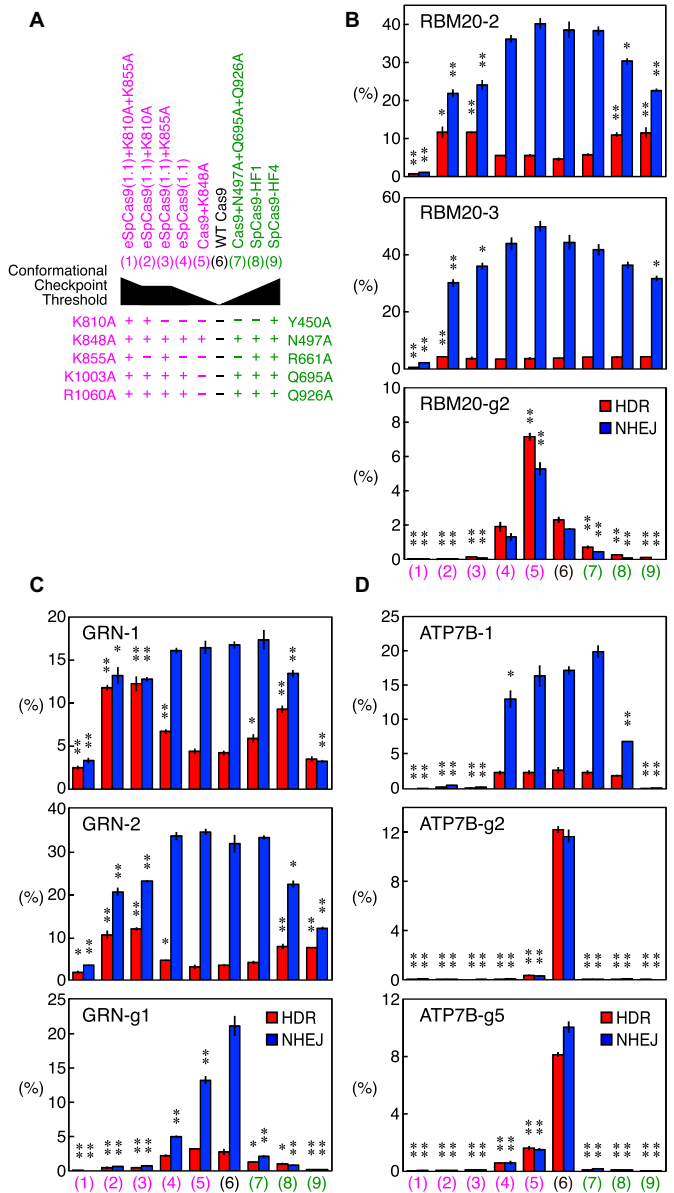 A
eSpCas9(1.1)+K810A+K855A
eSpCas9(1.1)+K810A
eSpCas9(1.1)+K855A
eSpCas9(1.1)
Cas9+K848A
WT Cas9
Cas9+N497A+Q695A+Q926A
SpCas9-HF1
SpCas9-HF4
(1) (2) (3) (4) (5) (6) (7) (8) (9)
Conformational
Checkpoint
Threshold
K810A + + − − − − − − + Y450A
K848A + + + + + − + + + N497A
K855A + − + − − − − + + R661A
K1003A + + + + − − + + + Q695A
R1060A + + + + − − + + + Q926A
B
RBM20-2
(%)
40
30
20
10
0
** ** * ** ** ** ** * ** **
RBM20-3
(%)
60
40
20
0
** ** ** ** * *
RBM20-g2
HDR
NHEJ
(%)
10
8
6
4
2
0
** ** ** ** ** ** ** ** ** ** ** ** ** **
(1) (2) (3) (4) (5) (6) (7) (8) (9)
C
GRN-1
(%)
20
15
10
5
0
** ** ** * ** ** ** * ** ** **
GRN-2
(%)
40
30
20
10
0
* ** ** ** ** ** * ** * ** **
GRN-g1
HDR
NHEJ
(%)
25
20
15
10
5
0
** ** ** ** ** ** ** ** * ** * ** ** **
(1) (2) (3) (4) (5) (6) (7) (8) (9)
D
ATP7B-1
25
20
15
10
5
0
** ** ** ** ** ** * ** ** **
ATP7B-g2
12
8
4
0
** ** ** ** ** ** ** ** ** ** ** ** ** ** ** **
ATP7B-g5
HDR
NHEJ
12
8
4
0
** ** ** ** ** ** ** ** ** ** ** ** ** ** ** **
(1) (2) (3) (4) (5) (6) (7) (8) (9)